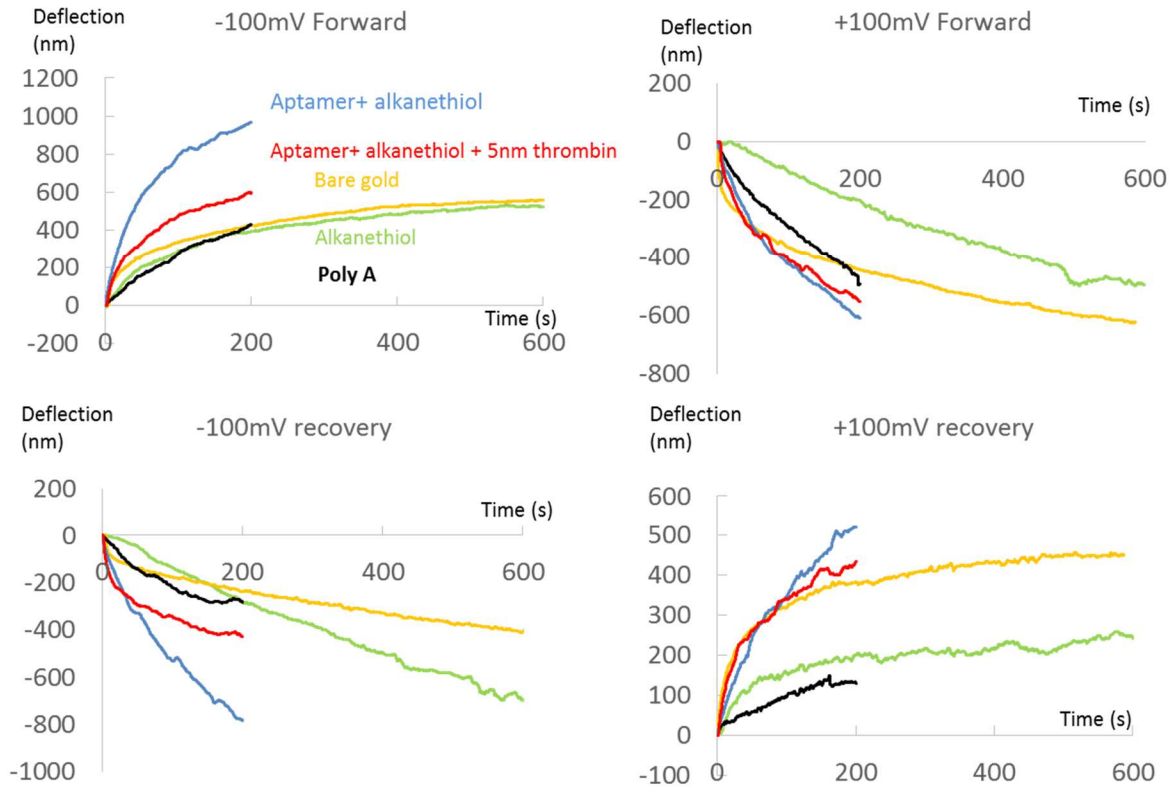 Deflection
(nm)
-100mV Forward
1200
1000
800
600
400
200
0
-200
0
200
400
600
Time (s)
Aptamer+ alkanethiol
Aptamer+ alkanethiol + 5nm thrombin
Bare gold
Alkanethiol
Poly A
Deflection
(nm)
+100mV Forward
200
0
-200
-400
-600
-800
0
200
400
600
Time (s)
Deflection
(nm)
-100mV recovery
200
0
-200
-400
-600
-800
-1000
0
200
400
600
Time (s)
Deflection
(nm)
+100mV recovery
600
500
400
300
200
100
0
-100
0
200
400
600
Time (s)